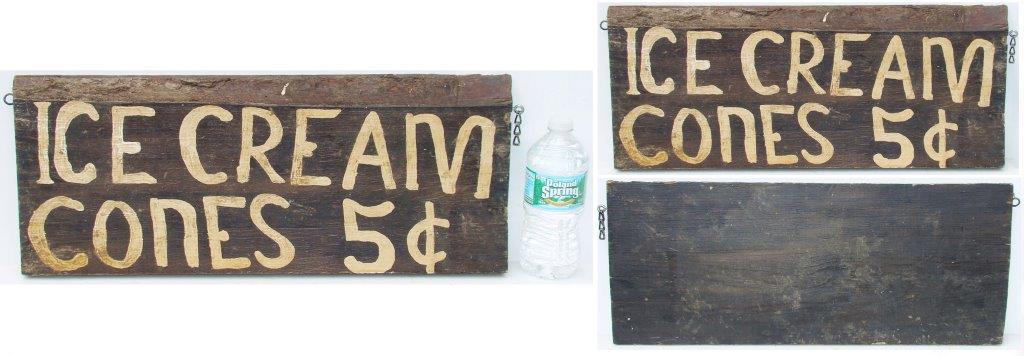 ICE CREAM
CONES 5¢
Poland
Spring
ICE CREAM
CONES 5¢